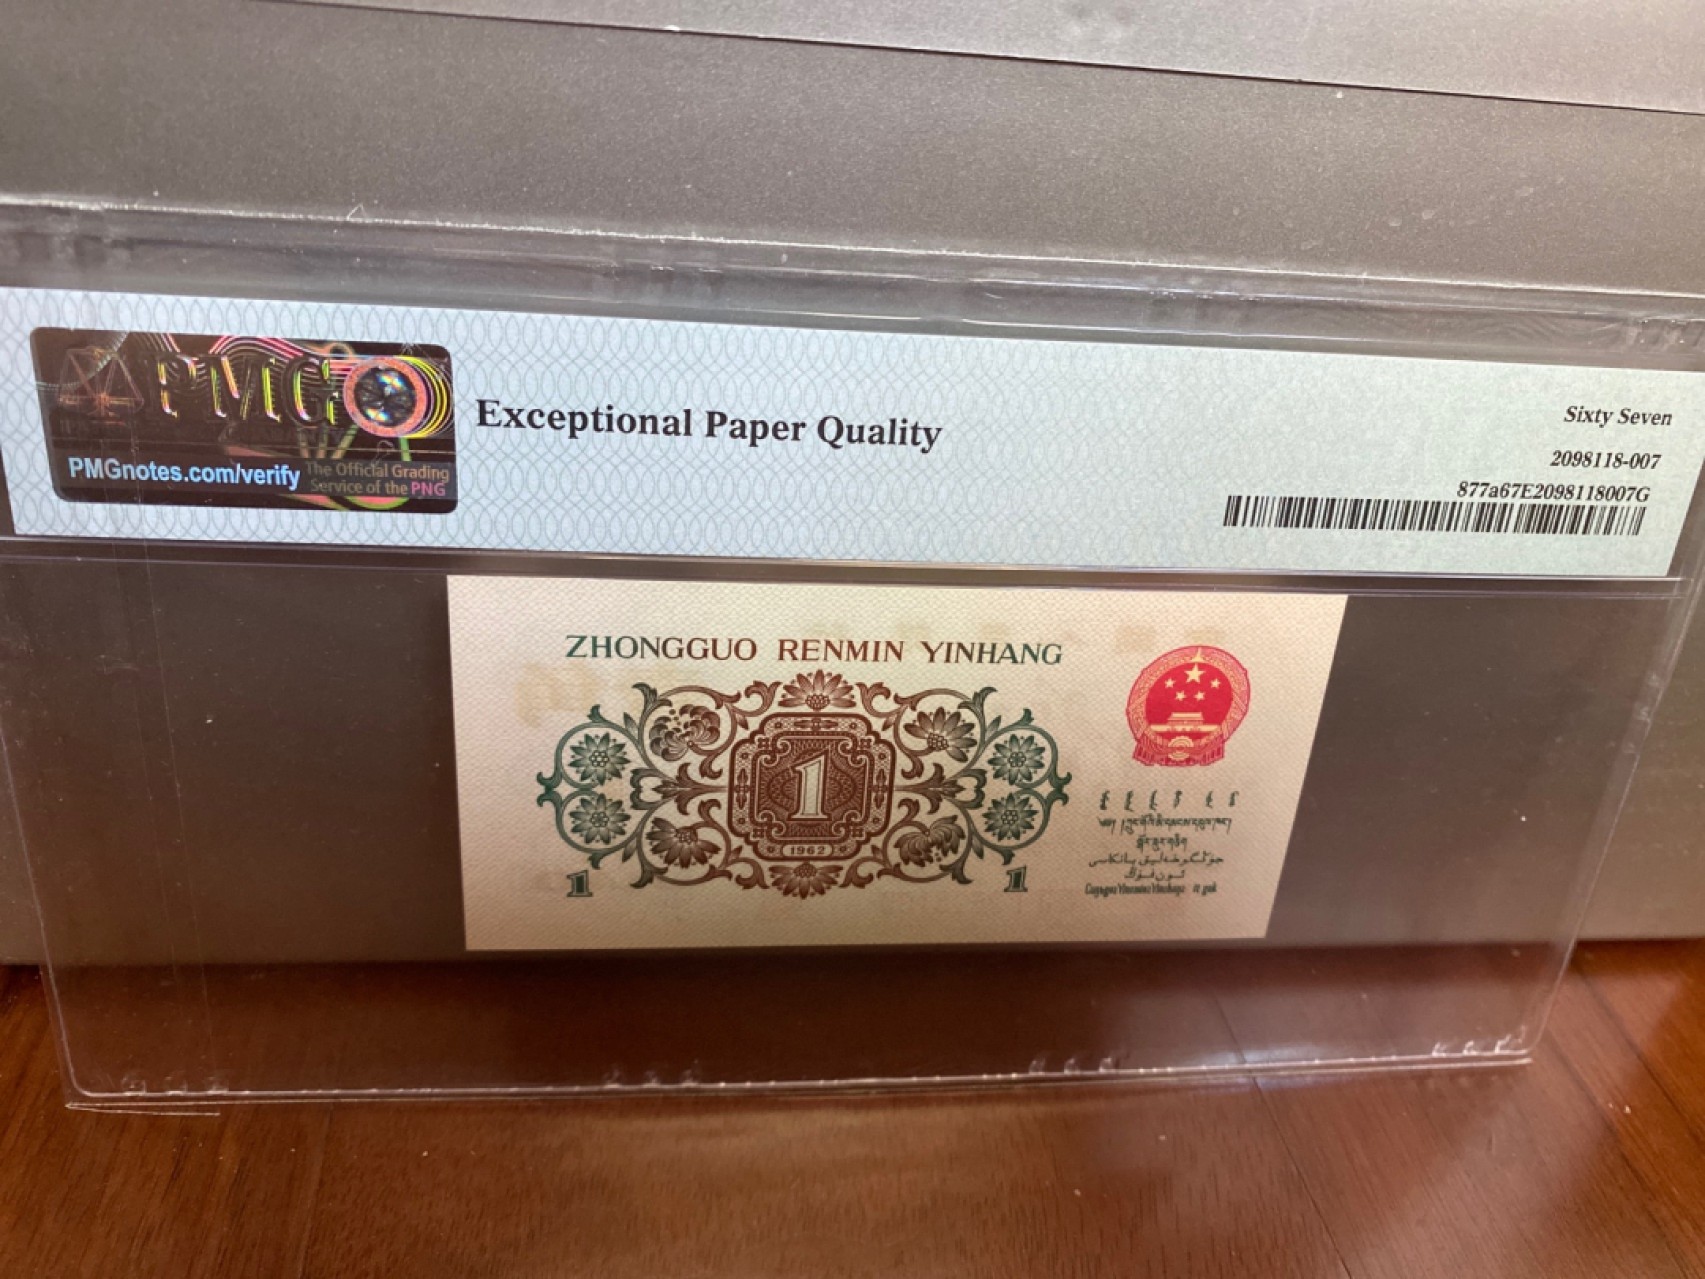 PMG
PMGnotes.com/verify
The Official Grading
Service of the PNG
Exceptional Paper Quality
Sixty Seven
2098118-007
877a67E2098118007G
ZHONGGUO RENMIN YINHANG
1
1962
1
1